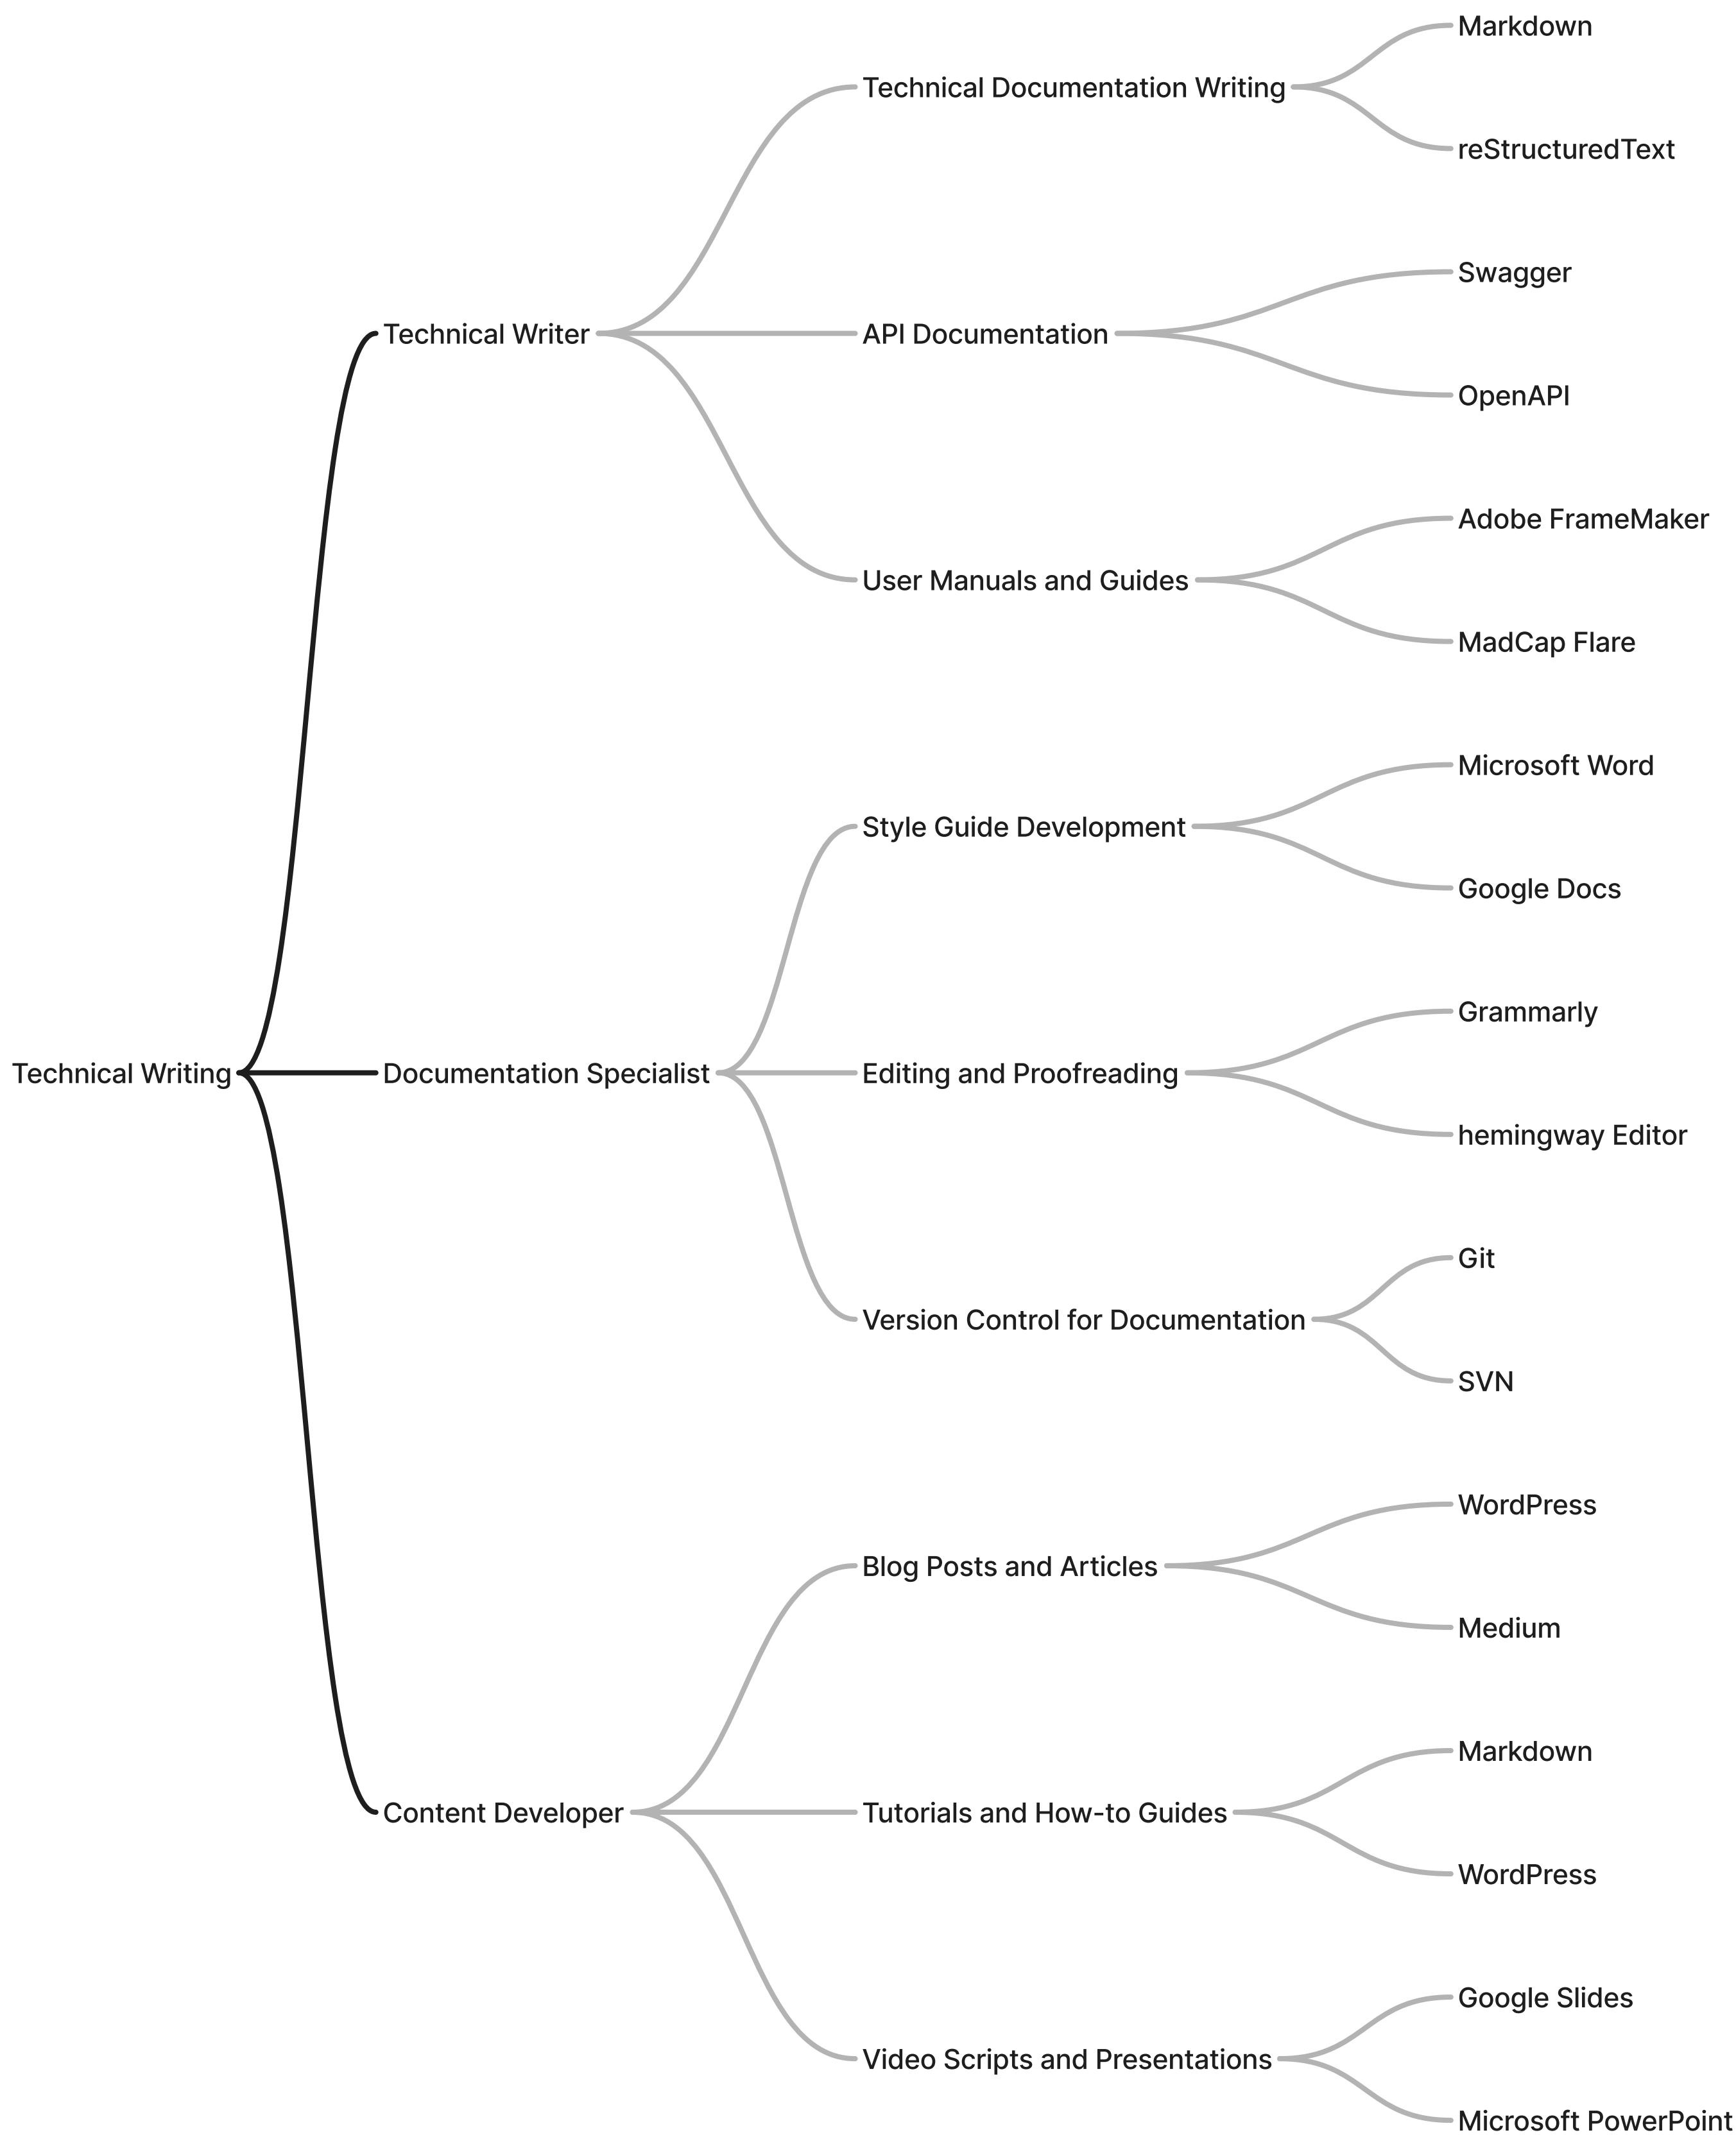 Technical Writing
Technical Writer
Technical Documentation Writing
Markdown
reStructuredText
API Documentation
Swagger
OpenAPI
User Manuals and Guides
Adobe FrameMaker
MadCap Flare
Documentation Specialist
Style Guide Development
Microsoft Word
Google Docs
Editing and Proofreading
Grammarly
hemingway Editor
Version Control for Documentation
Git
SVN
Content Developer
Blog Posts and Articles
WordPress
Medium
Tutorials and How-to Guides
Markdown
WordPress
Video Scripts and Presentations
Google Slides
Microsoft PowerPoint